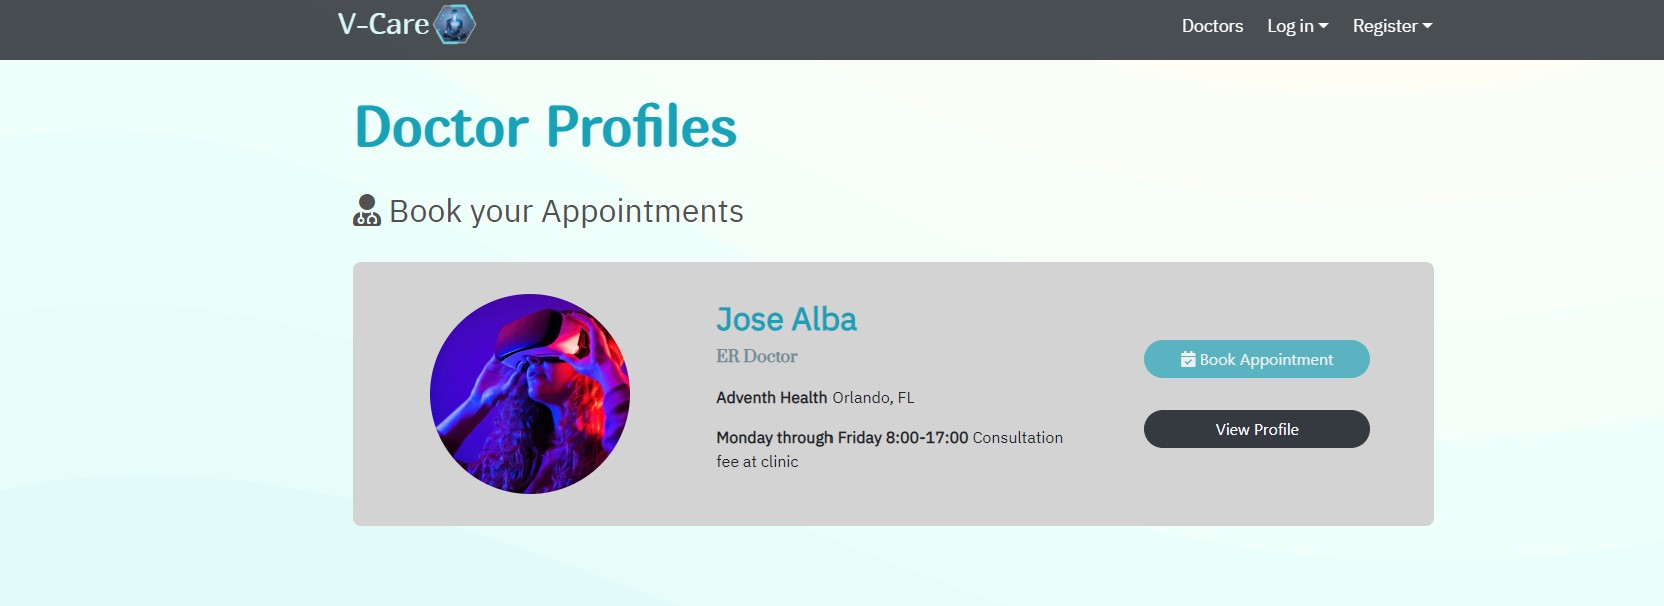 V-Care
Doctors Log in Register
Doctor Profiles
Book your Appointments
Jose Alba
ER Doctor
Adventh Health Orlando, FL
Monday through Friday 8:00-17:00 Consultation
fee at clinic
Book Appointment
View Profile